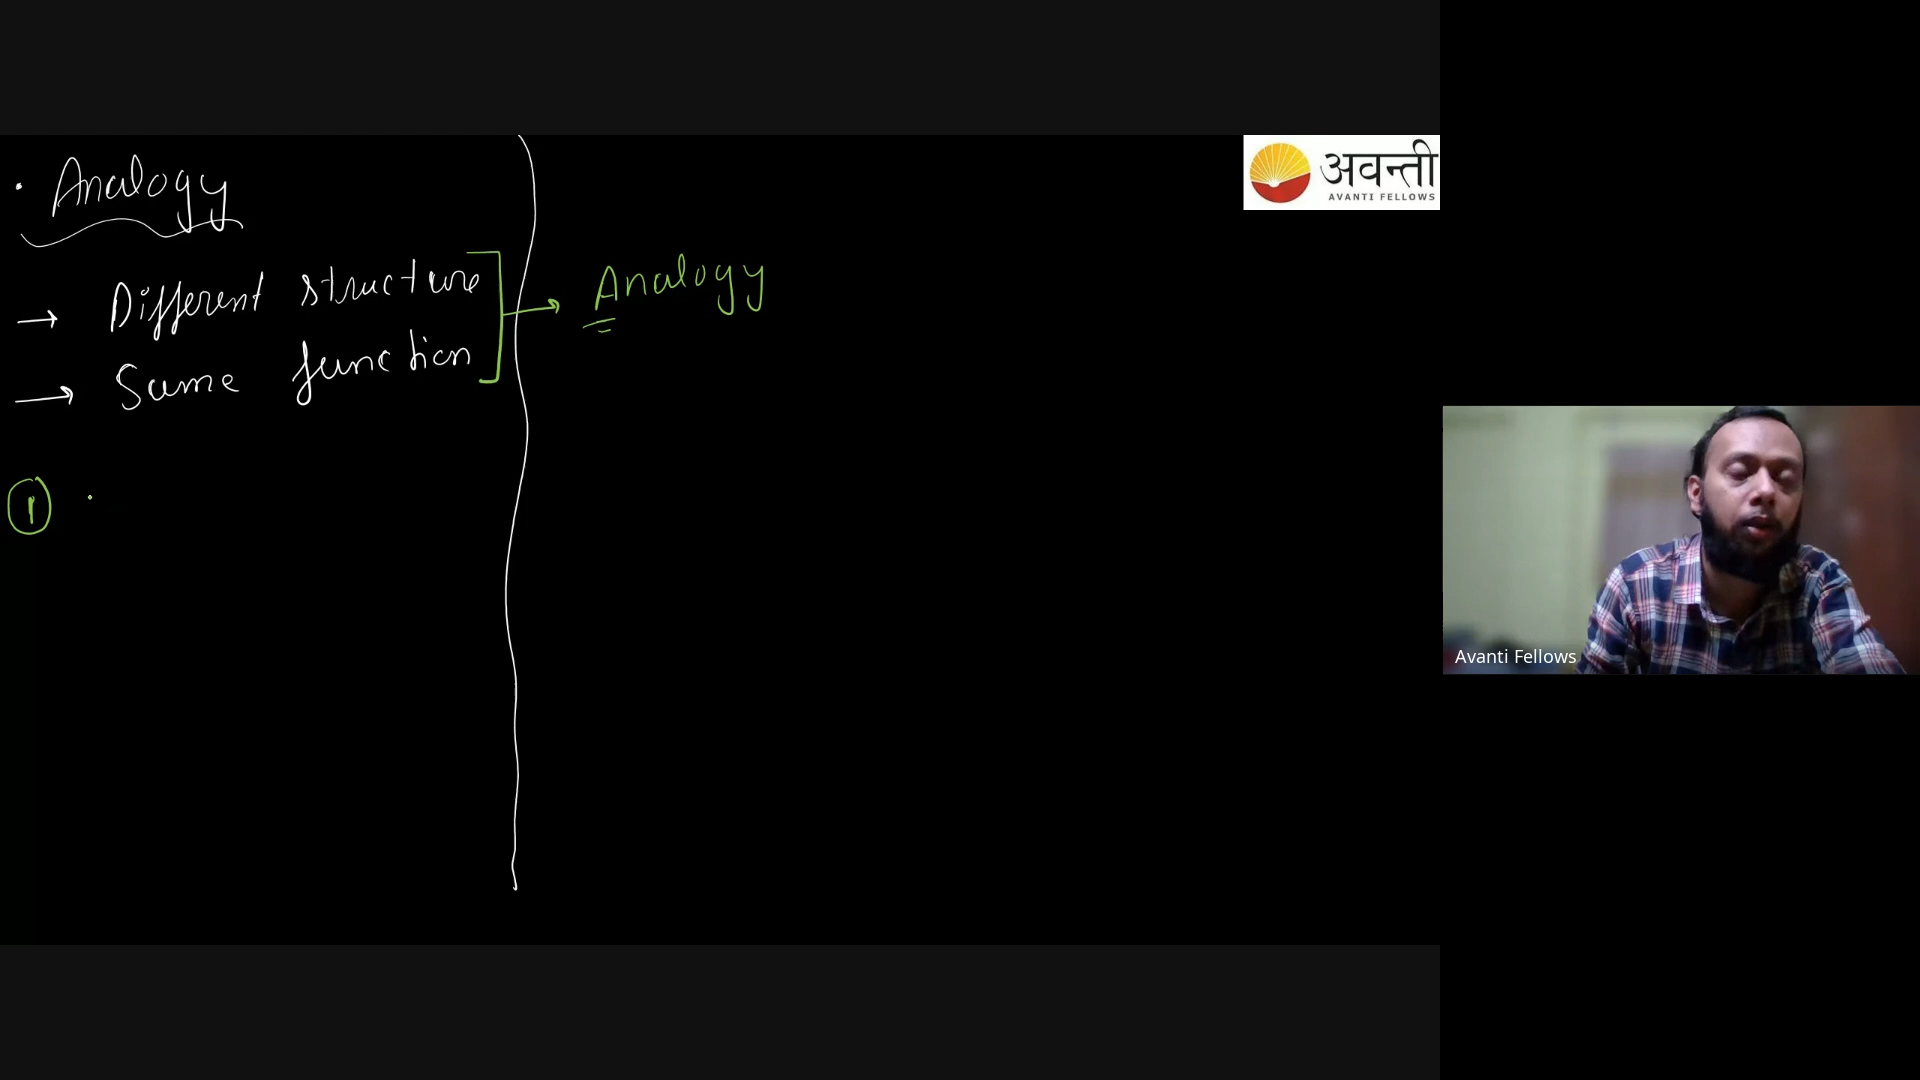 • Analogy
→ Different structure
→ Same function
→ Analogy
① 
अवन्ती
AVANTI FELLOWS
Avanti Fellows